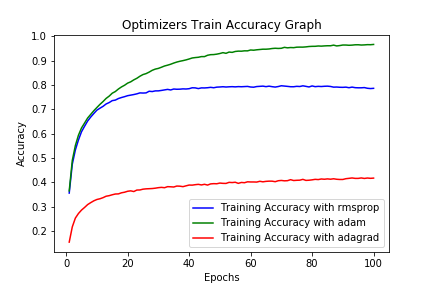 Optimizers Train Accuracy Graph
1.0
0.9
0.8
0.7
0.6
0.5
0.4
0.3
0.2
Accuracy
Training Accuracy with rmsprop
Training Accuracy with adam
Training Accuracy with adagrad
0 20 40 60 80 100
Epochs